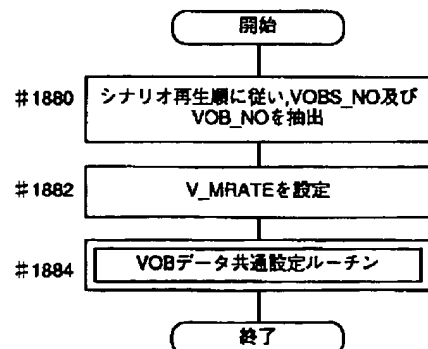 開始
#1880
シナリオ再生順に従い,VOBS_NO及び
VOB_NOを抽出
#1882
V_MRATEを設定
#1884
VOBデータ共通設定ルーチン
終了